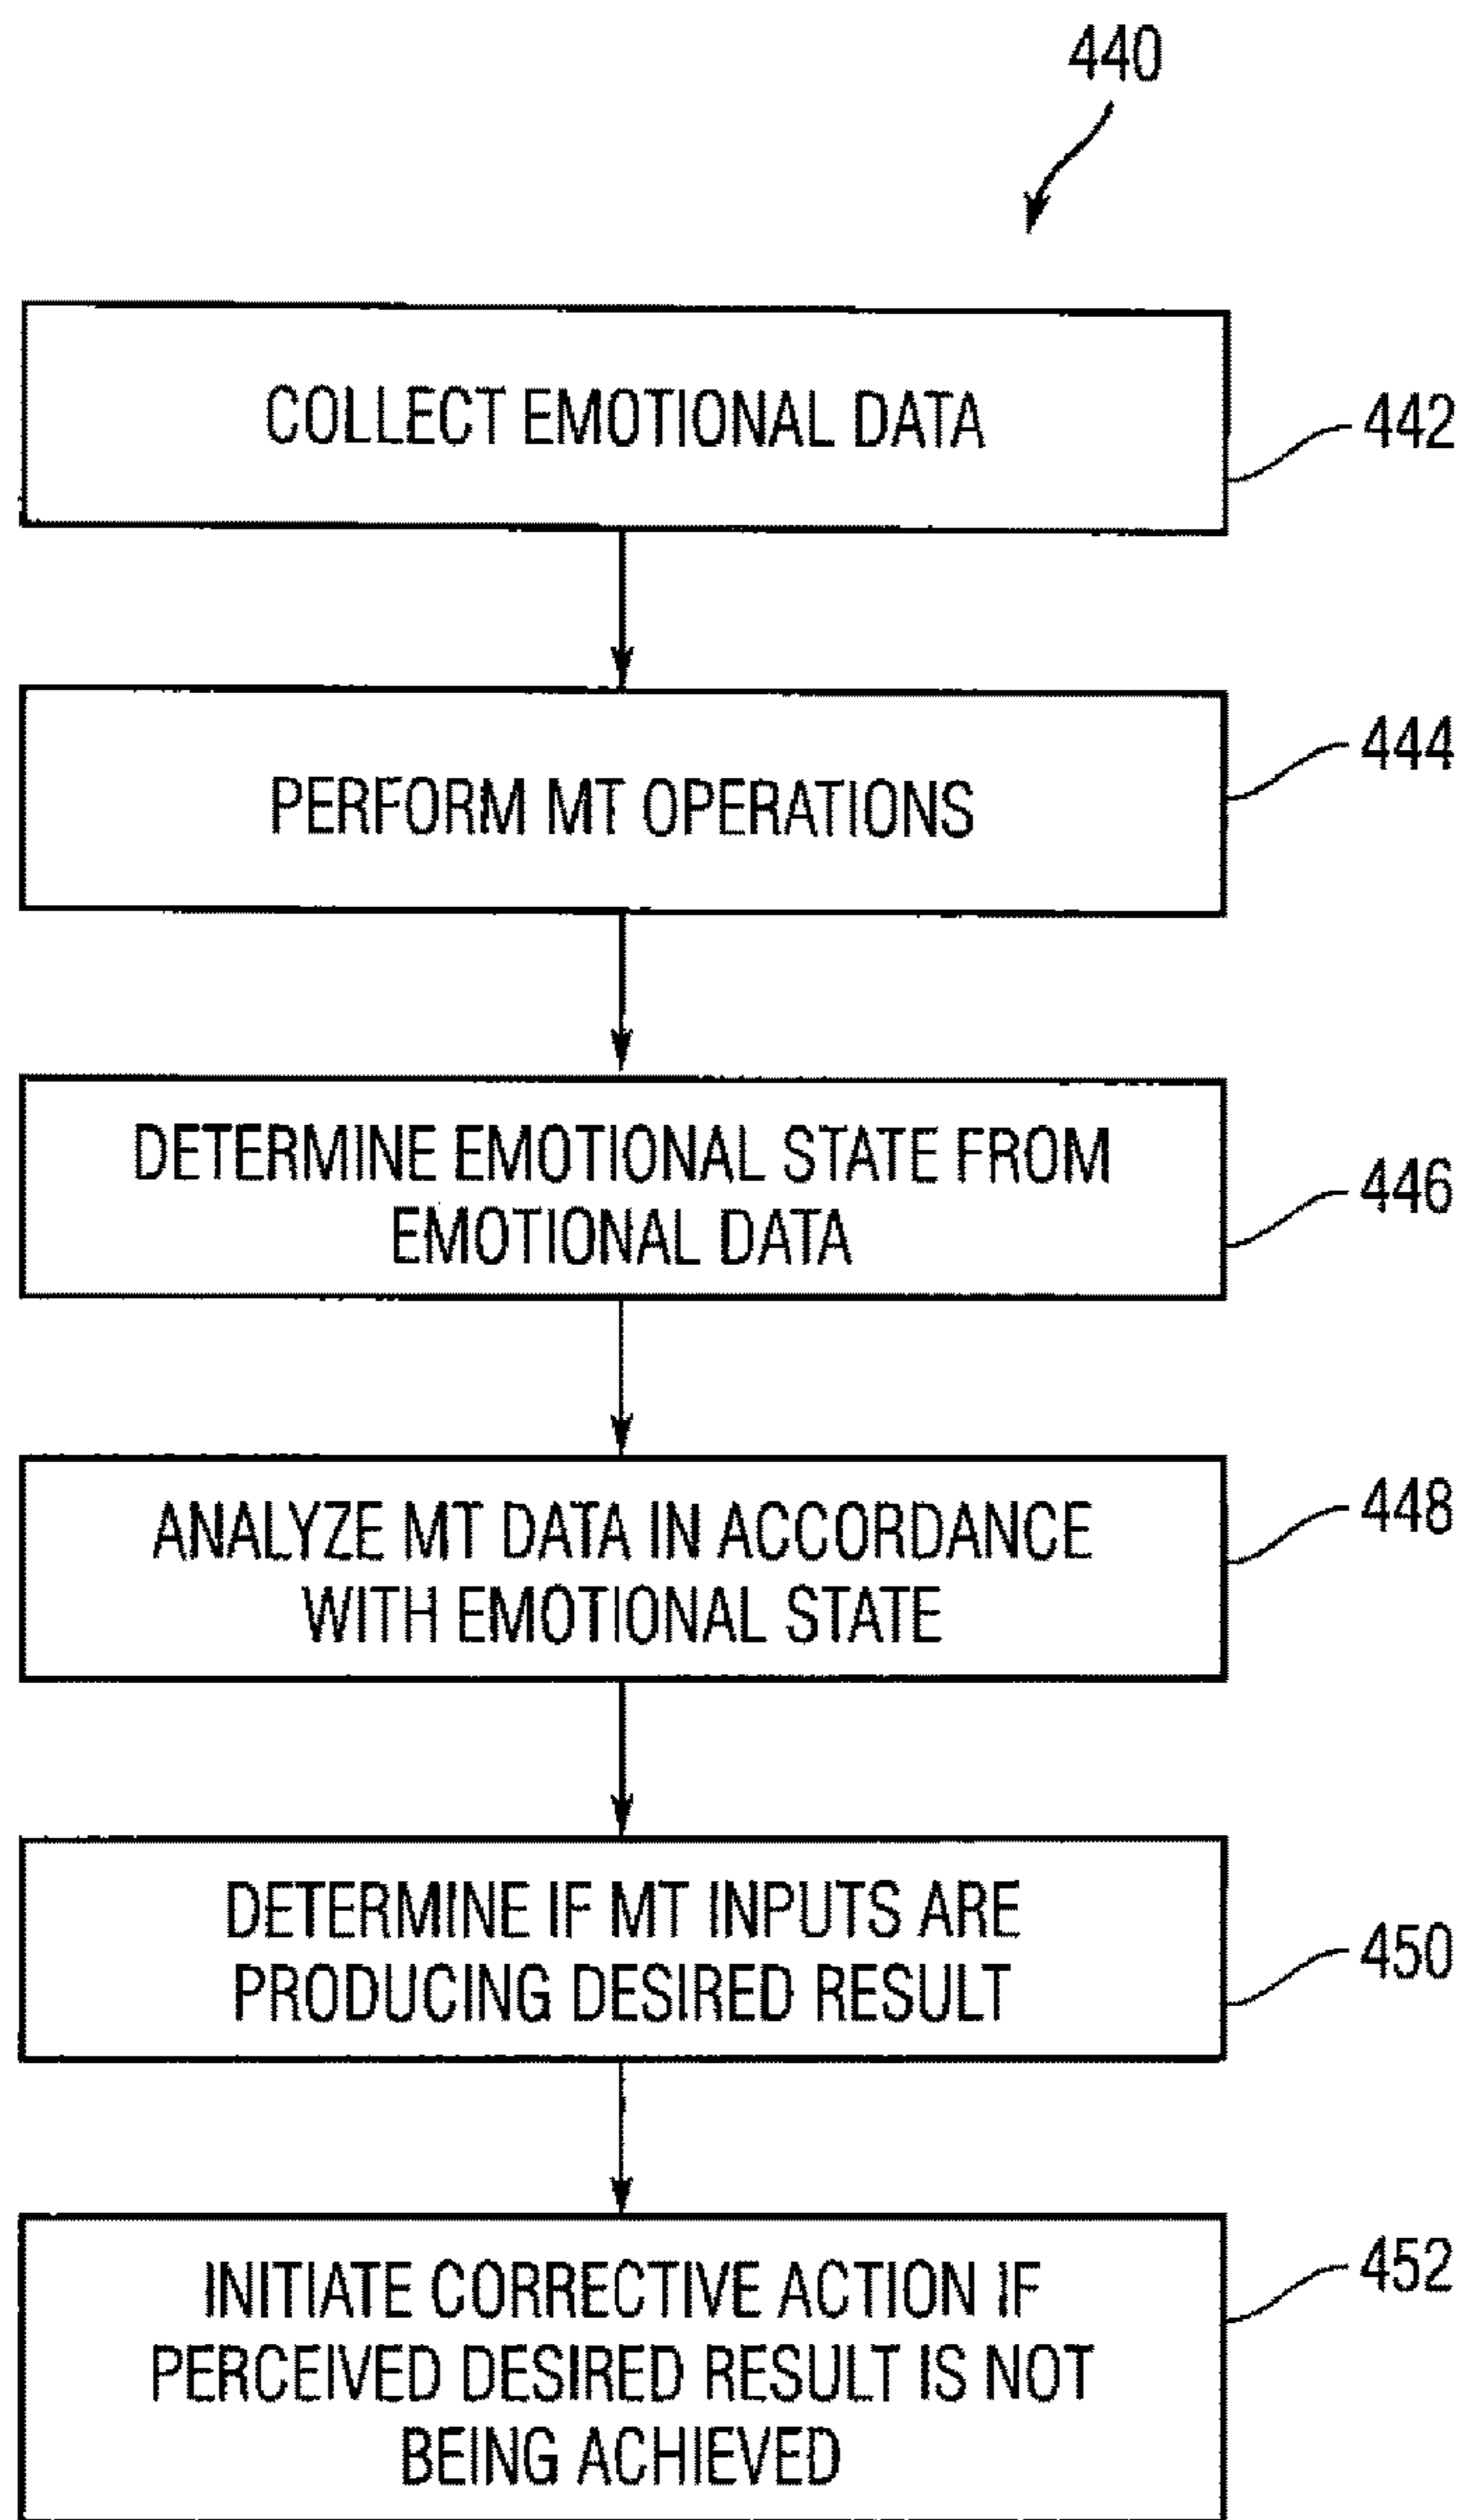 440
COLLECT EMOTIONAL DATA
442
PERFORM MT OPERATIONS
444
DETERMINE EMOTIONAL STATE FROM
EMOTIONAL DATA
446
ANALYZE MT DATA IN ACCORDANCE
WITH EMOTIONAL STATE
448
DETERMINE IF MT INPUTS ARE
PRODUCING DESIRED RESULT
450
INITIATE CORRECTIVE ACTION IF
PERCEIVED DESIRED RESULT IS NOT
BEING ACHIEVED
452